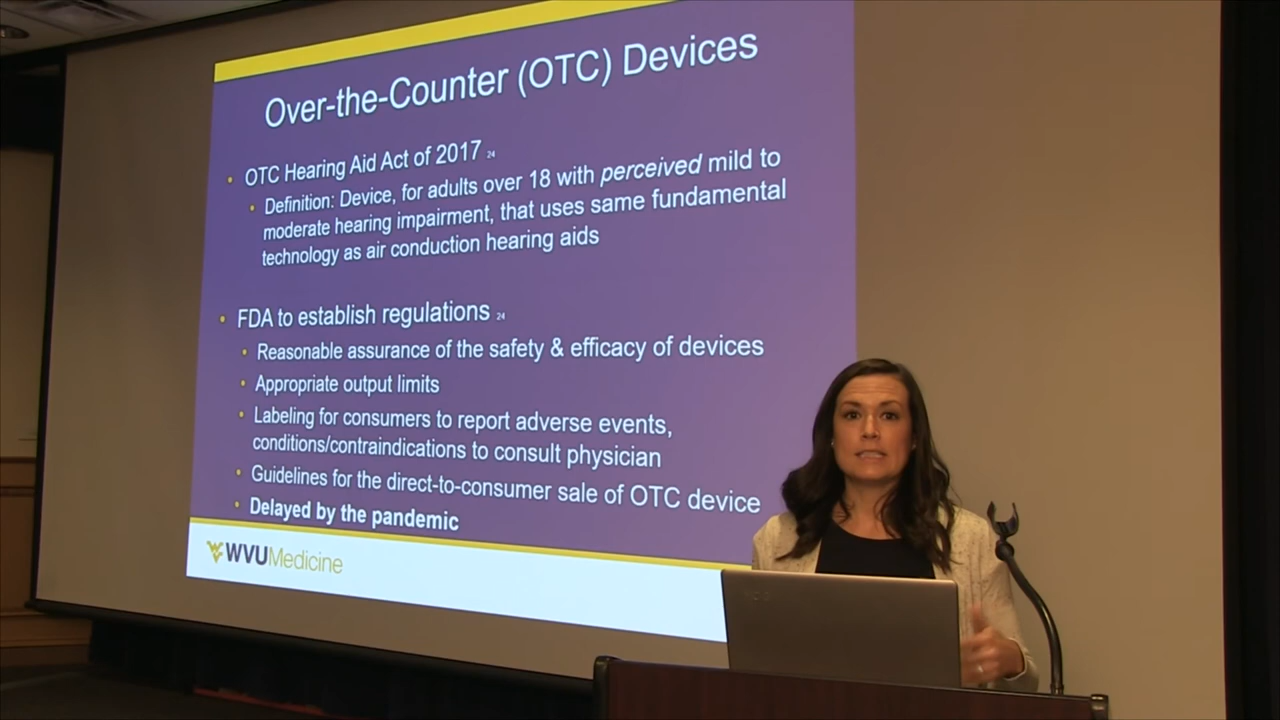 Over-the-Counter (OTC) Devices
• OTC Hearing Aid Act of 2017 24
• Definition: Device, for adults over 18 with perceived mild to
moderate hearing impairment, that uses same fundamental
technology as air conduction hearing aids
• FDA to establish regulations 24
• Reasonable assurance of the safety & efficacy of devices
• Appropriate output limits
• Labeling for consumers to report adverse events,
conditions/contraindications to consult physician
• Guidelines for the direct-to-consumer sale of OTC device
• Delayed by the pandemic
WVUMedicine